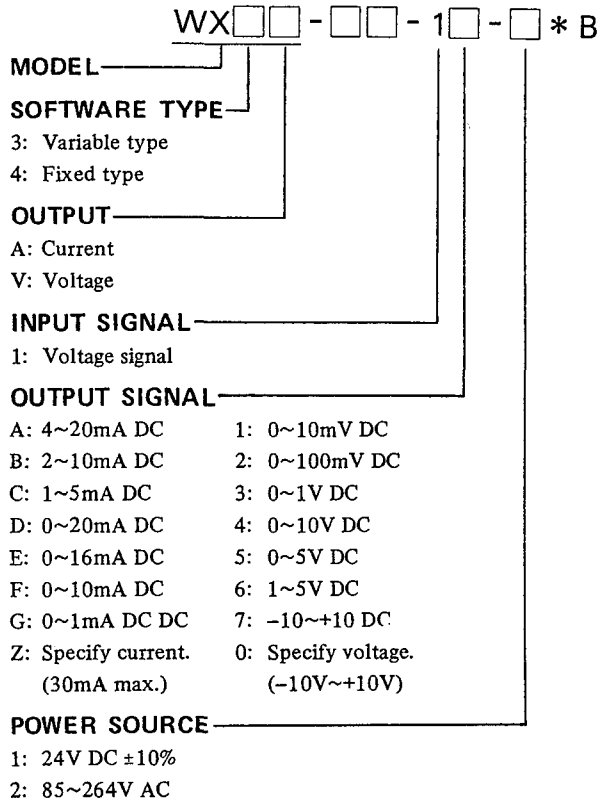 WX□□-□□-1□-□*B
MODEL
SOFTWARE TYPE
3: Variable type
4: Fixed type
OUTPUT
A: Current
V: Voltage
INPUT SIGNAL
1: Voltage signal
OUTPUT SIGNAL
A: 4~20mA DC 1: 0~10mV DC
B: 2~10mA DC 2: 0~100mV DC
C: 1~5mA DC 3: 0~1V DC
D: 0~20mA DC 4: 0~10V DC
E: 0~16mA DC 5: 0~5V DC
F: 0~10mA DC 6: 1~5V DC
G: 0~1mA DC DC 7: –10~+10 DC
Z: Specify current. 0: Specify voltage.
(30mA max.) (–10V~+10V)
POWER SOURCE
1: 24V DC ±10%
2: 85~264V AC